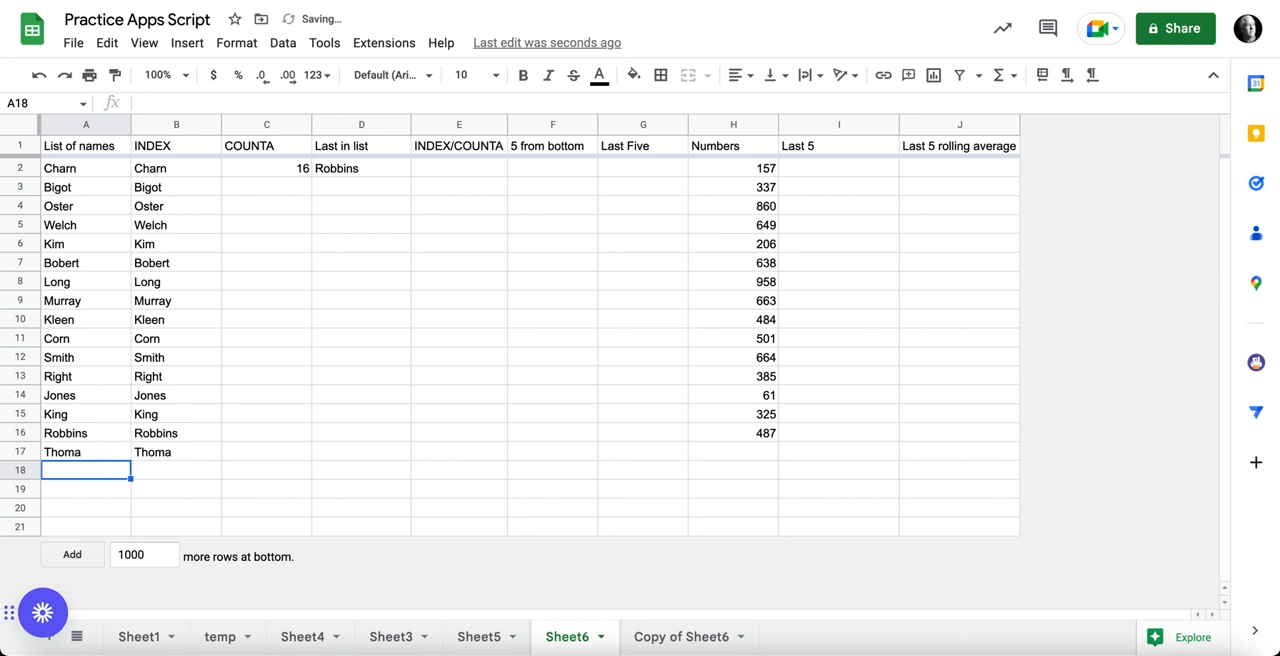 Practice Apps Script Saving…
File Edit View Insert Format Data Tools Extensions Help Last edit was seconds ago
Share
100% $ % .0 .00 123 Default (Ari... 10 B I S A Σ
31
A18 fx
A B C D E F G H I J
1 List of names INDEX COUNTA Last in list INDEX/COUNTA 5 from bottom Last Five Numbers Last 5 Last 5 rolling average
2 Charn Charn 16 Robbins 157
3 Bigot Bigot 337
4 Oster Oster 860
5 Welch Welch 649
6 Kim Kim 206
7 Bobert Bobert 638
8 Long Long 958
9 Murray Murray 663
10 Kleen Kleen 484
11 Corn Corn 501
12 Smith Smith 664
13 Right Right 385
14 Jones Jones 61
15 King King 325
16 Robbins Robbins 487
17 Thoma Thoma
18
19
20
21
Add 1000 more rows at bottom.
Sheet1 temp Sheet4 Sheet3 Sheet5 Sheet6 Copy of Sheet6 Explore